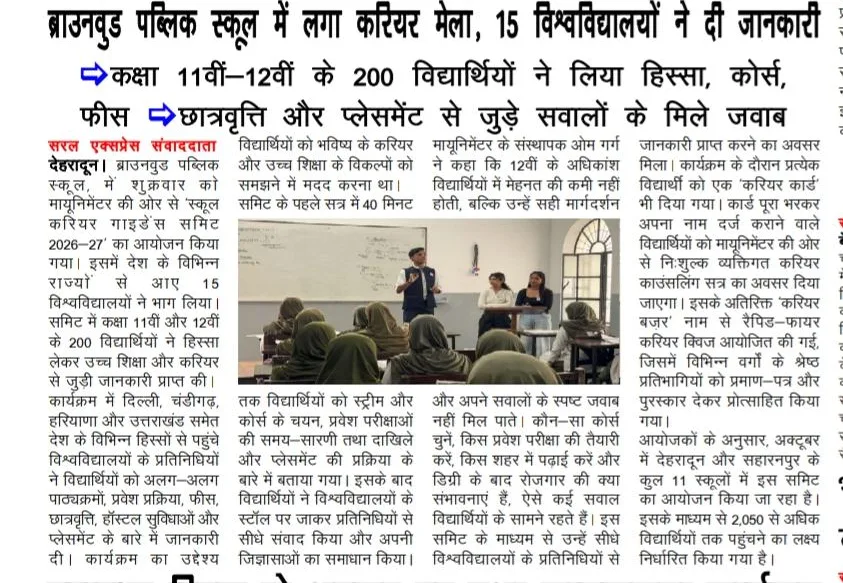 ब्राउनवुड पब्लिक स्कूल में लगा करियर मेला, 15 विश्वविद्यालयों ने दी जानकारी
⇨कक्षा 11वीं–12वीं के 200 विद्यार्थियों ने लिया हिस्सा, कोर्स,
फीस ⇨छात्रवृत्ति और प्लेसमेंट से जुड़े सवालों के मिले जवाब
सरल एक्सप्रेस संवाददाता
देहरादून। ब्राउनवुड पब्लिक
स्कूल, में शुक्रवार को
मायूनिमेंटर की ओर से 'स्कूल
करियर गाइडेंस समिट
2026–27' का आयोजन किया
गया। इसमें देश के विभिन्न
राज्यों से आए 15
विश्वविद्यालयों ने भाग लिया।
समिट में कक्षा 11वीं और 12वीं
के 200 विद्यार्थियों ने हिस्सा
लेकर उच्च शिक्षा और करियर
से जुड़ी जानकारी प्राप्त की।
कार्यक्रम में दिल्ली, चंडीगढ़,
हरियाणा और उत्तराखंड समेत
देश के विभिन्न हिस्सों से पहुंचे
विश्वविद्यालयों के प्रतिनिधियों
ने विद्यार्थियों को अलग–अलग
पाठ्यक्रमों, प्रवेश प्रक्रिया, फीस,
छात्रवृत्ति, हॉस्टल सुविधाओं और
प्लेसमेंट के बारे में जानकारी
दी। कार्यक्रम का उद्देश्य
विद्यार्थियों को भविष्य के करियर
और उच्च शिक्षा के विकल्पों को
समझने में मदद करना था।
समिट के पहले सत्र में 40 मिनट
तक विद्यार्थियों को स्ट्रीम और
कोर्स के चयन, प्रवेश परीक्षाओं
की समय–सारणी तथा दाखिले
और प्लेसमेंट की प्रक्रिया के
बारे में बताया गया। इसके बाद
विद्यार्थियों ने विश्वविद्यालयों के
स्टॉल पर जाकर प्रतिनिधियों से
सीधे संवाद किया और अपनी
जिज्ञासाओं का समाधान किया।
मायूनिमेंटर के संस्थापक ओम गर्ग
ने कहा कि 12वीं के अधिकांश
विद्यार्थियों में मेहनत की कमी नहीं
होती, बल्कि उन्हें सही मार्गदर्शन
और अपने सवालों के स्पष्ट जवाब
नहीं मिल पाते। कौन–सा कोर्स
चुनें, किस प्रवेश परीक्षा की तैयारी
करें, किस शहर में पढ़ाई करें और
डिग्री के बाद रोजगार की क्या
संभावनाएं हैं, ऐसे कई सवाल
विद्यार्थियों के सामने रहते हैं। इस
समिट के माध्यम से उन्हें सीधे
विश्वविद्यालयों के प्रतिनिधियों से
जानकारी प्राप्त करने का अवसर
मिला। कार्यक्रम के दौरान प्रत्येक
विद्यार्थी को एक 'करियर कार्ड'
भी दिया गया। कार्ड पूरा भरकर
अपना नाम दर्ज कराने वाले
विद्यार्थियों को मायूनिमेंटर की ओर
से निःशुल्क व्यक्तिगत करियर
काउंसलिंग सत्र का अवसर दिया
जाएगा। इसके अतिरिक्त 'करियर
बज़र' नाम से रैपिड–फायर
करियर क्विज आयोजित की गई,
जिसमें विभिन्न वर्गों के श्रेष्ठ
प्रतिभागियों को प्रमाण–पत्र और
पुरस्कार देकर प्रोत्साहित किया
गया।
आयोजकों के अनुसार, अक्टूबर
में देहरादून और सहारनपुर के
कुल 11 स्कूलों में इस समिट
का आयोजन किया जा रहा है।
इसके माध्यम से 2,050 से अधिक
विद्यार्थियों तक पहुंचने का लक्ष्य
निर्धारित किया गया है।